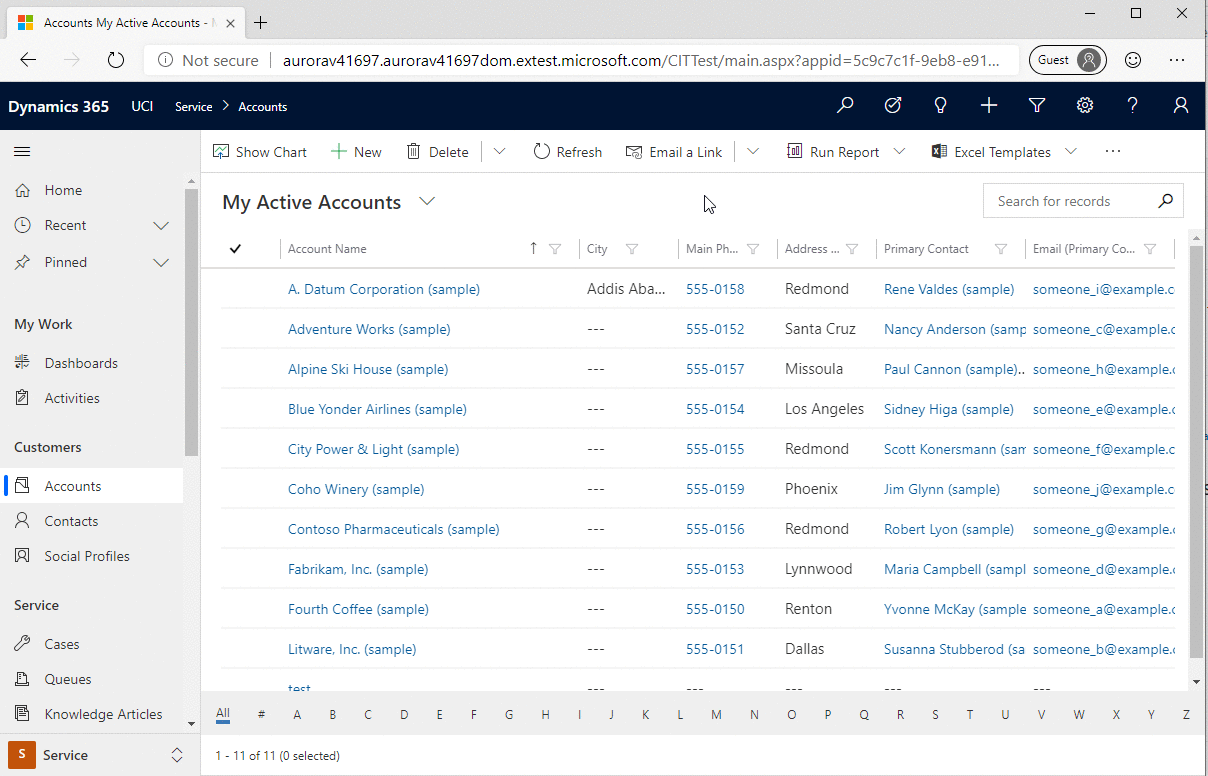 Accounts My Active Accounts -
Not secure aurorav41697.aurorav41697dom.extest.microsoft.com/CITTest/main.aspx?appid=5c9c7c1f-9eb8-e91... Guest
Dynamics 365 UCI Service > Accounts
Show Chart New Delete Refresh Email a Link Run Report Excel Templates
My Active Accounts Search for records
Account Name City Main Ph... Address ... Primary Contact Email (Primary Co...
A. Datum Corporation (sample) Addis Aba... 555-0158 Redmond Rene Valdes (sample) someone_i@example.c
Adventure Works (sample) --- 555-0152 Santa Cruz Nancy Anderson (samp someone_c@example.c
Alpine Ski House (sample) --- 555-0157 Missoula Paul Cannon (sample)... someone_h@example.c
Blue Yonder Airlines (sample) --- 555-0154 Los Angeles Sidney Higa (sample) someone_e@example.c
City Power & Light (sample) --- 555-0155 Redmond Scott Konersmann (sam someone_f@example.c
Coho Winery (sample) --- 555-0159 Phoenix Jim Glynn (sample) someone_j@example.c
Contoso Pharmaceuticals (sample) --- 555-0156 Redmond Robert Lyon (sample) someone_g@example.c
Fabrikam, Inc. (sample) --- 555-0153 Lynnwood Maria Campbell (sampl someone_d@example.c
Fourth Coffee (sample) --- 555-0150 Renton Yvonne McKay (sample someone_a@example.c
Litware, Inc. (sample) --- 555-0151 Dallas Susanna Stubberod (sa someone_b@example.c
test --- --- --- --- ---
All # A B C D E F G H I J K L M N O P Q R S T U V W X Y Z
1 - 11 of 11 (0 selected)
Home
Recent
Pinned
My Work
Dashboards
Activities
Customers
Accounts
Contacts
Social Profiles
Service
Cases
Queues
Knowledge Articles
S Service